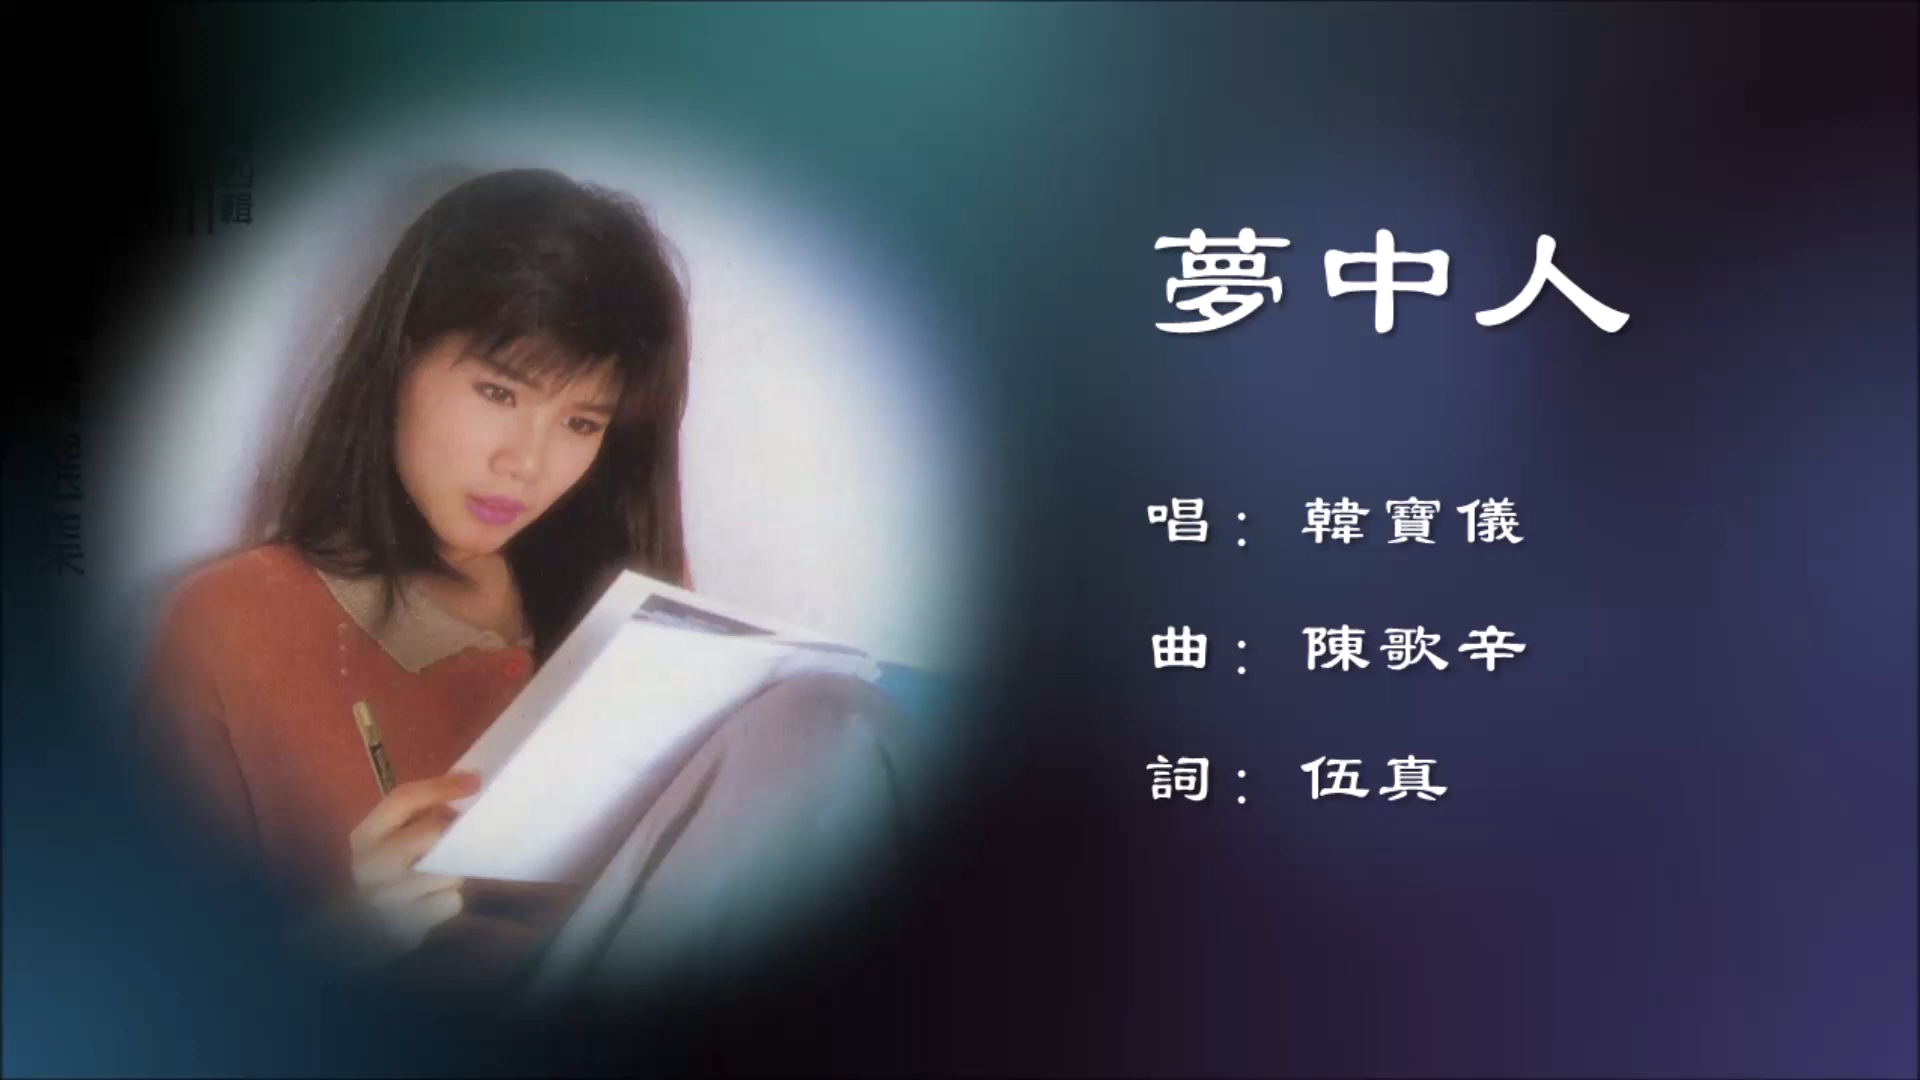 夢中人
唱： 韓寶儀
曲： 陳歌辛
詞： 伍真